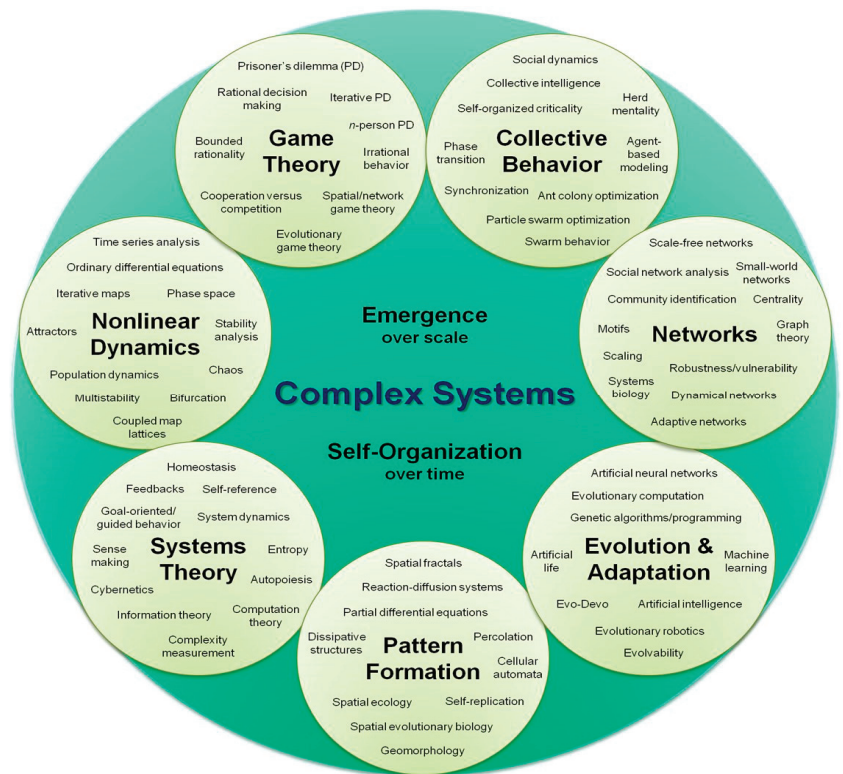 Prisoner's dilemma (PD)
Rational decision
making
Iterative PD
n-person PD
Game
Theory
Bounded
rationality
Irrational
behavior
Cooperation versus
competition
Spatial/network
game theory
Evolutionary
game theory
Social dynamics
Collective intelligence
Herd
mentality
Self-organized criticality
Collective
Behavior
Phase
transition
Agent-
based
modeling
Synchronization
Ant colony optimization
Particle swarm optimization
Swarm behavior
Time series analysis
Ordinary differential equations
Iterative maps
Phase space
Attractors
Nonlinear
Dynamics
Stability
analysis
Population dynamics
Chaos
Multistability
Bifurcation
Coupled map
lattices
Emergence
over scale
Complex Systems
Self-Organization
over time
Scale-free networks
Social network analysis
Small-world
networks
Community identification
Centrality
Motifs
Networks
Graph
theory
Scaling
Robustness/vulnerability
Systems
biology
Dynamical networks
Adaptive networks
Homeostasis
Feedbacks
Self-reference
Goal-oriented/
guided behavior
System dynamics
Sense
making
Systems
Theory
Entropy
Autopoiesis
Cybernetics
Information theory
Computation
theory
Complexity
measurement
Spatial fractals
Reaction-diffusion systems
Partial differential equations
Dissipative
structures
Pattern
Formation
Percolation
Cellular
automata
Spatial ecology
Self-replication
Spatial evolutionary biology
Geomorphology
Artificial neural networks
Evolutionary computation
Genetic algorithms/programming
Artificial
life
Evolution &
Adaptation
Machine
learning
Evo-Devo
Artificial intelligence
Evolutionary robotics
Evolvability